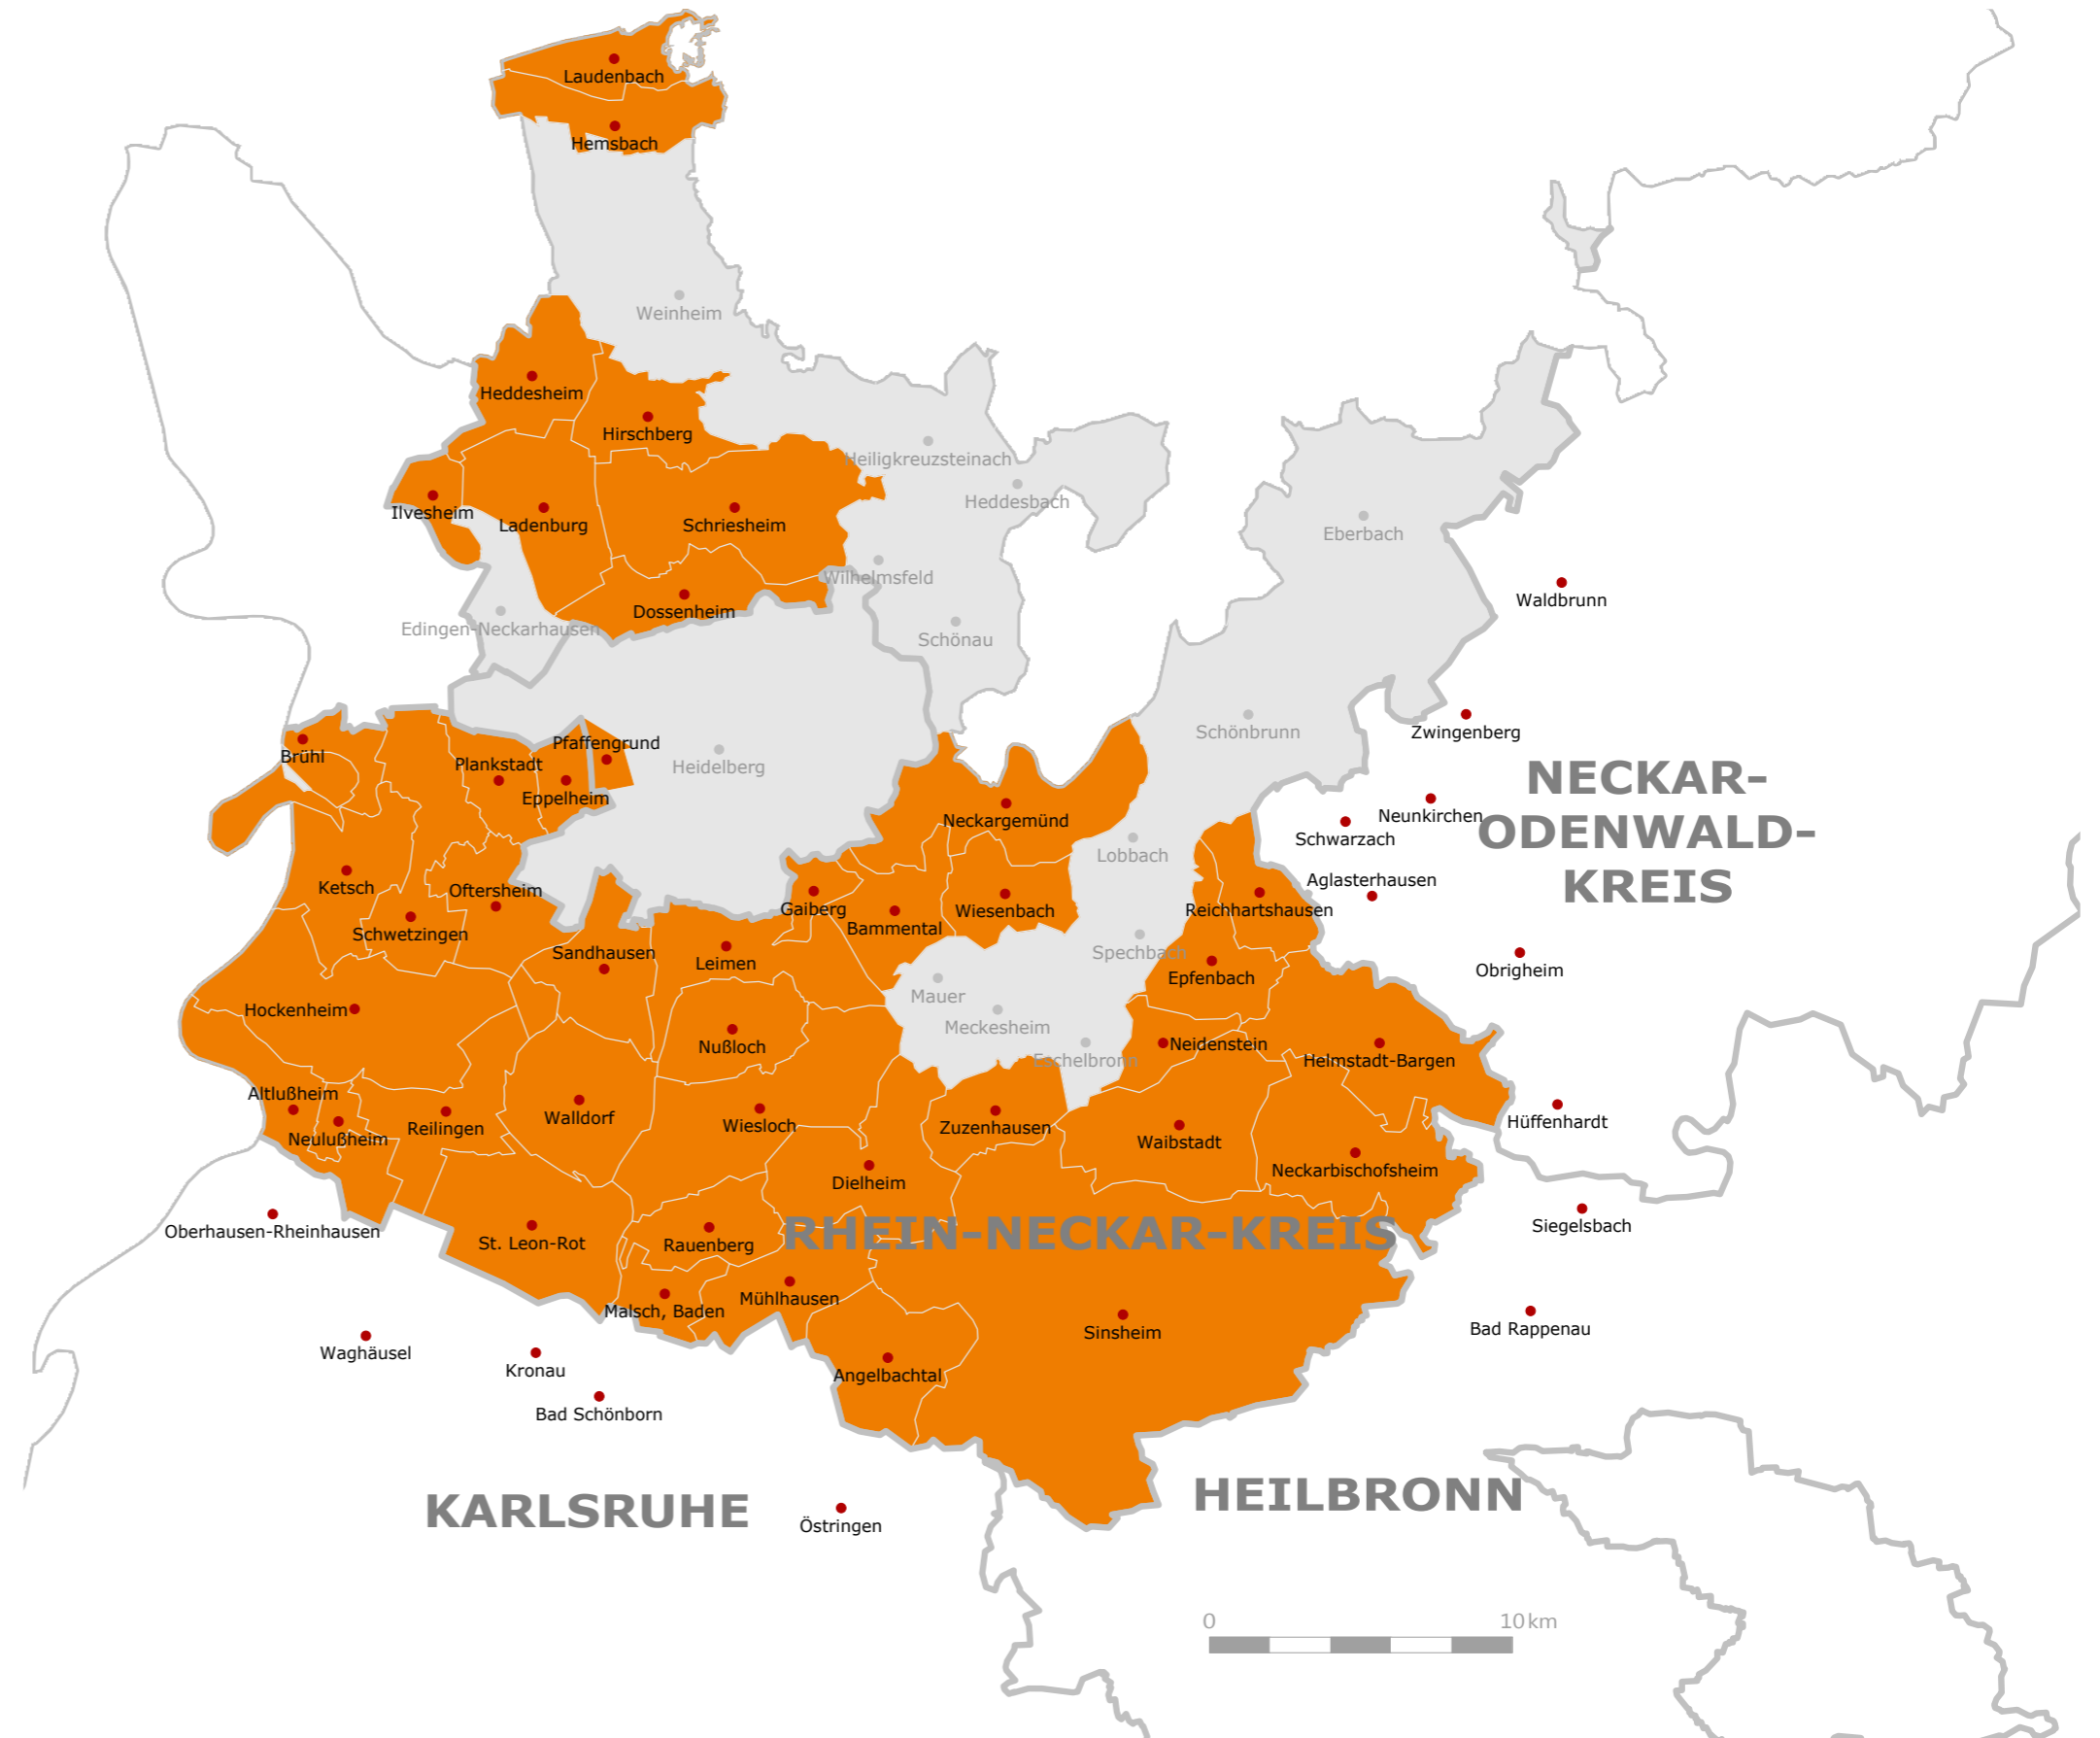 Laudenbach
Hemsbach
Weinheim
Heddesheim
Hirschberg
Heiligkreuzsteinach
Heddesbach
Ilvesheim
Ladenburg
Schriesheim
Eberbach
Wilhelmsfeld
Waldbrunn
Dossenheim
Edingen-Neckarhausen
Schönau
Schönbrunn
Zwingenberg
Brühl
Pfaffengrund
Plankstadt
Heidelberg
Eppelheim
NECKAR-
ODENWALD-
KREIS
Neckargemünd
Neunkirchen
Schwarzach
Lobbach
Aglasterhausen
Ketsch
Oftersheim
Gaiberg
Wiesenbach
Reichhartshausen
Bammental
Schwetzingen
Sandhausen
Leimen
Spechbach
Epfenbach
Obrigheim
Mauer
Hockenheim
Meckesheim
Nußloch
Neidenstein
Eschelbronn
Helmstadt-Bargen
Altlußheim
Walldorf
Wiesloch
Zuzenhausen
Hüffenhardt
Reilingen
Neulußheim
Waibstadt
Neckarbischofsheim
Dielheim
Oberhausen-Rheinhausen
Siegelsbach
RHEIN-NECKAR-KREIS
St. Leon-Rot
Rauenberg
Mühlhausen
Malsch, Baden
Sinsheim
Bad Rappenau
Waghäusel
Kronau
Angelbachtal
Bad Schönborn
HEILBRONN
KARLSRUHE
Östringen
0 10 km